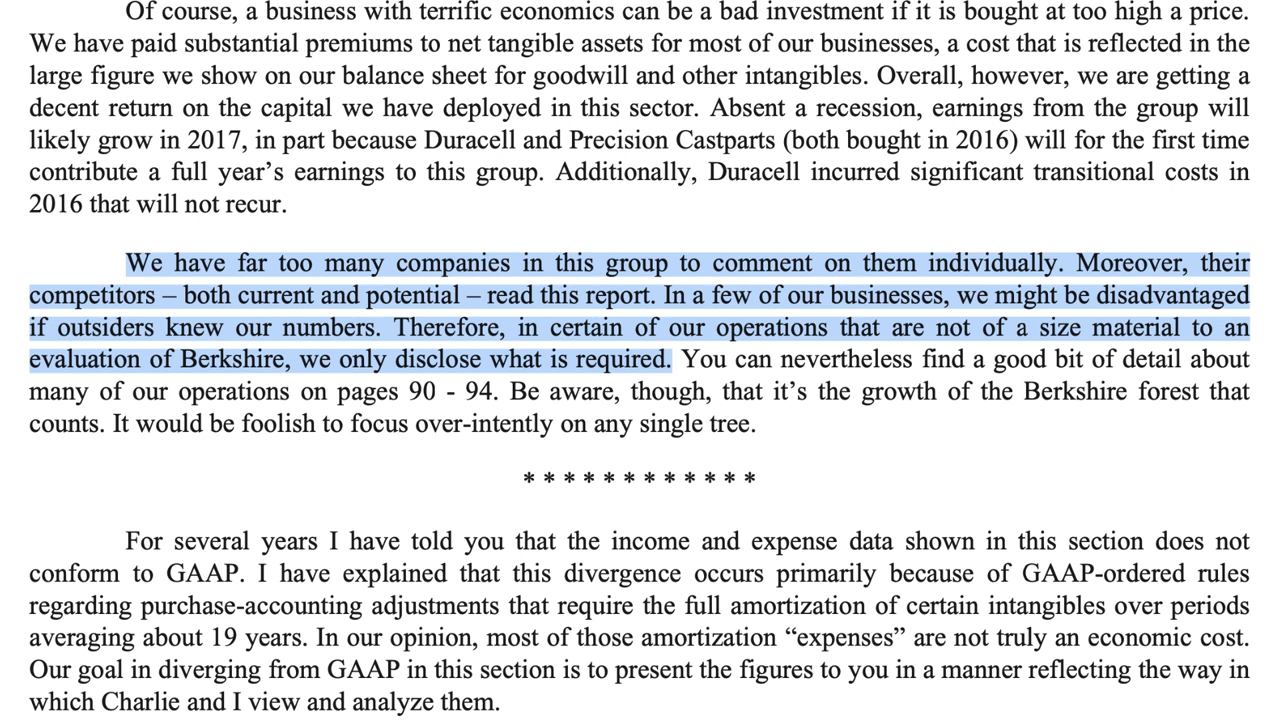 Of course, a business with terrific economics can be a bad investment if it is bought at too high a price.
We have paid substantial premiums to net tangible assets for most of our businesses, a cost that is reflected in the
large figure we show on our balance sheet for goodwill and other intangibles. Overall, however, we are getting a
decent return on the capital we have deployed in this sector. Absent a recession, earnings from the group will
likely grow in 2017, in part because Duracell and Precision Castparts (both bought in 2016) will for the first time
contribute a full year’s earnings to this group. Additionally, Duracell incurred significant transitional costs in
2016 that will not recur.
We have far too many companies in this group to comment on them individually. Moreover, their
competitors – both current and potential – read this report. In a few of our businesses, we might be disadvantaged
if outsiders knew our numbers. Therefore, in certain of our operations that are not of a size material to an
evaluation of Berkshire, we only disclose what is required. You can nevertheless find a good bit of detail about
many of our operations on pages 90 - 94. Be aware, though, that it’s the growth of the Berkshire forest that
counts. It would be foolish to focus over-intently on any single tree.
* * * * * * * * * * * *
For several years I have told you that the income and expense data shown in this section does not
conform to GAAP. I have explained that this divergence occurs primarily because of GAAP-ordered rules
regarding purchase-accounting adjustments that require the full amortization of certain intangibles over periods
averaging about 19 years. In our opinion, most of those amortization “expenses” are not truly an economic cost.
Our goal in diverging from GAAP in this section is to present the figures to you in a manner reflecting the way in
which Charlie and I view and analyze them.